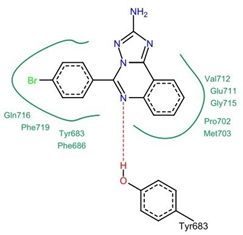 NH₂
N
N
N
Br
N
Val712
Glu711
Gly715
Gln716
Phe719
Pro702
Met703
Tyr683
Phe686
H
O
Tyr683